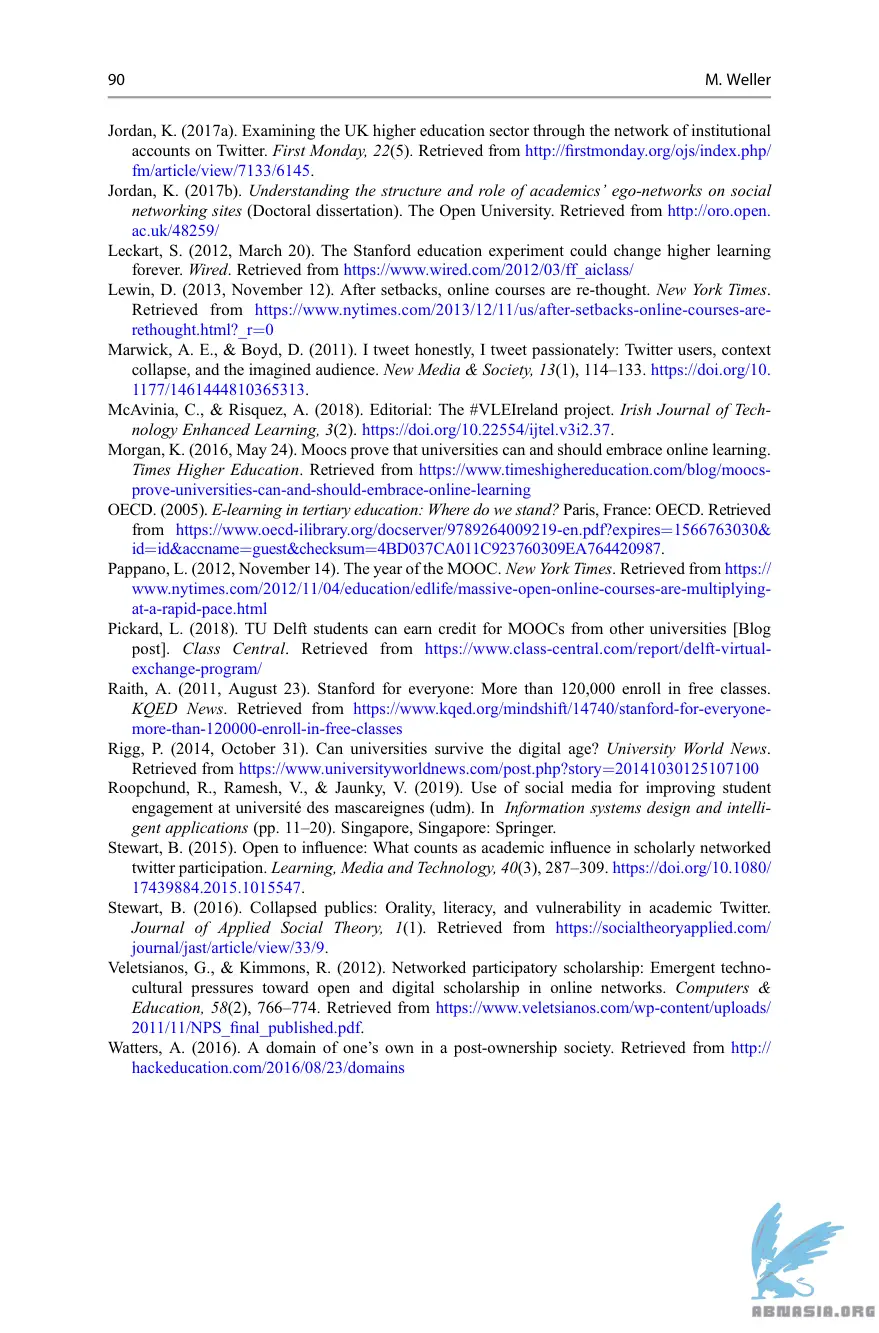 90
M. Weller
Jordan, K. (2017a). Examining the UK higher education sector through the network of institutional
accounts on Twitter. First Monday, 22(5). Retrieved from http://firstmonday.org/ojs/index.php/
fm/article/view/7133/6145.
Jordan, K. (2017b). Understanding the structure and role of academics’ ego-networks on social
networking sites (Doctoral dissertation). The Open University. Retrieved from http://oro.open.
ac.uk/48259/
Leckart, S. (2012, March 20). The Stanford education experiment could change higher learning
forever. Wired. Retrieved from https://www.wired.com/2012/03/ff_aiclass/
Lewin, D. (2013, November 12). After setbacks, online courses are re-thought. New York Times.
Retrieved from https://www.nytimes.com/2013/12/11/us/after-setbacks-online-courses-are-
rethought.html?_r=0
Marwick, A. E., & Boyd, D. (2011). I tweet honestly, I tweet passionately: Twitter users, context
collapse, and the imagined audience. New Media & Society, 13(1), 114–133. https://doi.org/10.
1177/1461444810365313.
McAvinia, C., & Risquez, A. (2018). Editorial: The #VLEIreland project. Irish Journal of Tech-
nology Enhanced Learning, 3(2). https://doi.org/10.22554/ijtel.v3i2.37.
Morgan, K. (2016, May 24). Moocs prove that universities can and should embrace online learning.
Times Higher Education. Retrieved from https://www.timeshighereducation.com/blog/moocs-
prove-universities-can-and-should-embrace-online-learning
OECD. (2005). E-learning in tertiary education: Where do we stand? Paris, France: OECD. Retrieved
from https://www.oecd-ilibrary.org/docserver/9789264009219-en.pdf?expires=1566763030&
id=id&accname=guest&checksum=4BD037CA011C923760309EA764420987.
Pappano, L. (2012, November 14). The year of the MOOC. New York Times. Retrieved from https://
www.nytimes.com/2012/11/04/education/edlife/massive-open-online-courses-are-multiplying-
at-a-rapid-pace.html
Pickard, L. (2018). TU Delft students can earn credit for MOOCs from other universities [Blog
post]. Class Central. Retrieved from https://www.class-central.com/report/delft-virtual-
exchange-program/
Raith, A. (2011, August 23). Stanford for everyone: More than 120,000 enroll in free classes.
KQED News. Retrieved from https://www.kqed.org/mindshift/14740/stanford-for-everyone-
more-than-120000-enroll-in-free-classes
Rigg, P. (2014, October 31). Can universities survive the digital age? University World News.
Retrieved from https://www.universityworldnews.com/post.php?story=20141030125107100
Roopchund, R., Ramesh, V., & Jaunky, V. (2019). Use of social media for improving student
engagement at université des mascareignes (udm). In Information systems design and intelli-
gent applications (pp. 11–20). Singapore, Singapore: Springer.
Stewart, B. (2015). Open to influence: What counts as academic influence in scholarly networked
twitter participation. Learning, Media and Technology, 40(3), 287–309. https://doi.org/10.1080/
17439884.2015.1015547.
Stewart, B. (2016). Collapsed publics: Orality, literacy, and vulnerability in academic Twitter.
Journal of Applied Social Theory, 1(1). Retrieved from https://socialtheoryapplied.com/
journal/jast/article/view/33/9.
Veletsianos, G., & Kimmons, R. (2012). Networked participatory scholarship: Emergent techno-
cultural pressures toward open and digital scholarship in online networks. Computers &
Education, 58(2), 766–774. Retrieved from https://www.veletsianos.com/wp-content/uploads/
2011/11/NPS_final_published.pdf.
Watters, A. (2016). A domain of one’s own in a post-ownership society. Retrieved from http://
hackeducation.com/2016/08/23/domains
ABNASIA.ORG